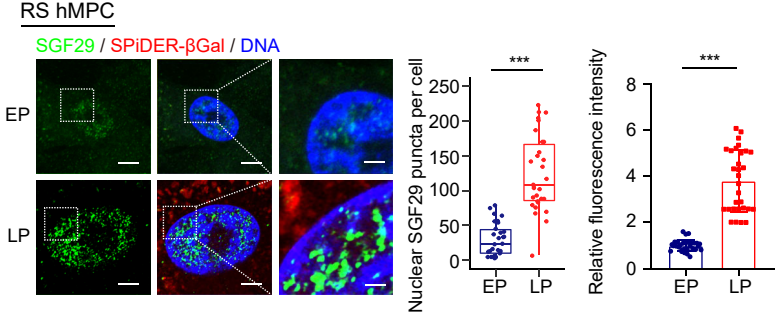 RS hMPC
SGF29 / SPiDER-βGal / DNA
EP
LP
Nuclear SGF29 puncta per cell
250
200
150
100
50
0
***
EP LP
Relative fluorescence intensity
8
6
4
2
0
***
EP LP